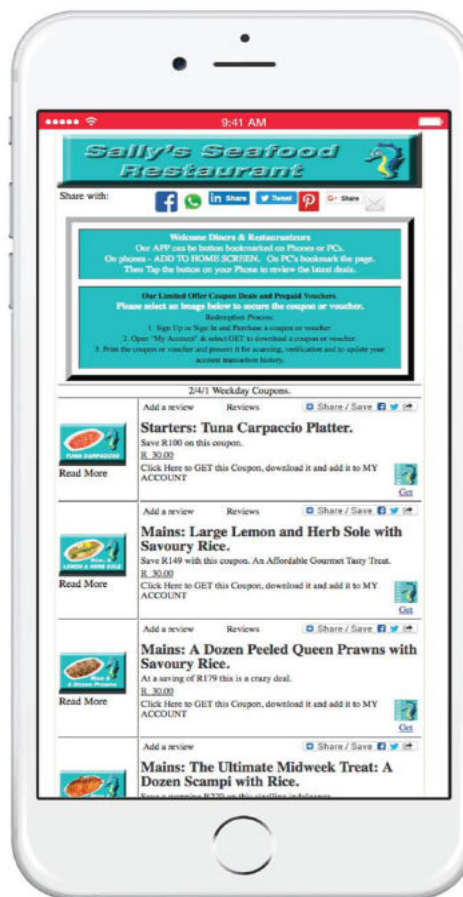 9:41 AM
Sally's Seafood
Restaurant
Share with:
in Share
Tweet
G+ Share
Welcome Diners & Restauranteurs
Our APP can be button bookmarked on Phones or PCs.
On phones - ADD TO HOME SCREEN. On PC's bookmark the page.
Then Tap the button on your Phone to review the latest deals.
Our Limited Offer Coupon Deals and Prepaid Vouchers.
Please select an Image below to secure the coupon or voucher.
Redemption Process:
1. Sign Up or Sign In and Purchase a coupon or voucher
2. Open "My Account" & select GET to download a coupon or voucher
3. Print the coupon or voucher and present it for scanning, verification and to update your
account transaction history.
2/4/1 Weekday Coupons.
Add a review Reviews Share / Save
Starters: Tuna Carpaccio Platter.
Save R100 on this coupon.
R 30.00
Click Here to GET this Coupon, download it and add it to MY
ACCOUNT
TUNA CARPACCIO
Read More
Get
Add a review Reviews Share / Save
Mains: Large Lemon and Herb Sole with
Savoury Rice.
Save R149 with this coupon. An Affordable Gourmet Tasty Treat.
R 30.00
Click Here to GET this Coupon, download it and add it to MY
ACCOUNT
LEMON & HERB SOLE
Read More
Get
Add a review Reviews Share / Save
Mains: A Dozen Peeled Queen Prawns with
Savoury Rice.
At a saving of R179 this is a crazy deal.
R 30.00
Click Here to GET this Coupon, download it and add it to MY
ACCOUNT
A Dozen Prawns
Read More
Get
Add a review Share / Save
Mains: The Ultimate Midweek Treat: A
Dozen Scampi with Rice.